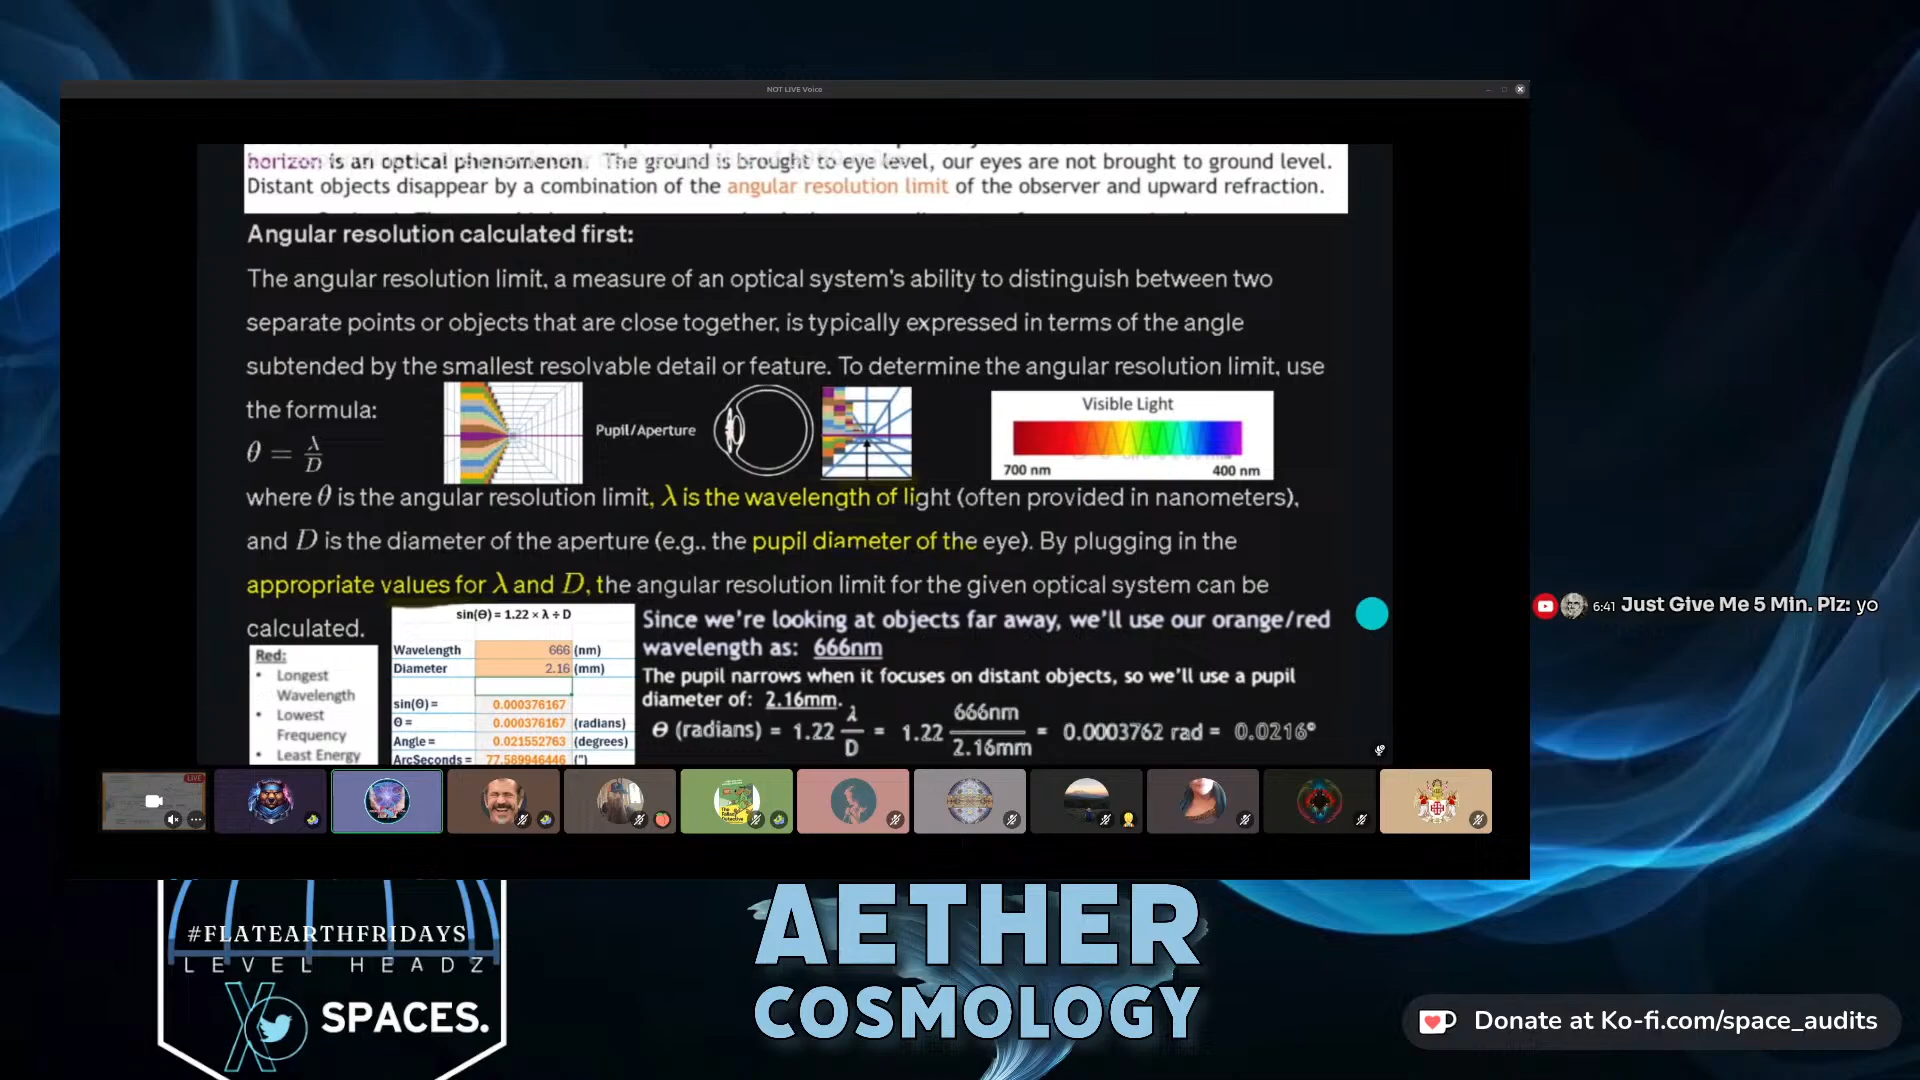 NOT LIVE Voice
horizon is an optical phenomenon. The ground is brought to eye level, our eyes are not brought to ground level.
Distant objects disappear by a combination of the angular resolution limit of the observer and upward refraction.
Angular resolution calculated first:
The angular resolution limit, a measure of an optical system's ability to distinguish between two
separate points or objects that are close together, is typically expressed in terms of the angle
subtended by the smallest resolvable detail or feature. To determine the angular resolution limit, use
the formula:
θ = λ/D
Pupil/Aperture
Visible Light
700 nm 400 nm
where θ is the angular resolution limit, λ is the wavelength of light (often provided in nanometers),
and D is the diameter of the aperture (e.g.. the pupil diameter of the eye). By plugging in the
appropriate values for λ and D, the angular resolution limit for the given optical system can be
calculated.
Red:
• Longest
Wavelength
• Lowest
Frequency
• Least Energy
sin(Θ) = 1.22 × λ ÷ D
Wavelength 666 (nm)
Diameter 2.16 (mm)
sin(Θ) = 0.000376167
Θ = 0.000376167 (radians)
Angle = 0.021552763 (degrees)
ArcSeconds = 77.589946446 (")
Since we're looking at objects far away, we'll use our orange/red
wavelength as: 666nm
The pupil narrows when it focuses on distant objects, so we'll use a pupil
diameter of: 2.16mm.
Θ (radians) = 1.22 λ/D = 1.22 666nm/2.16mm = 0.0003762 rad = 0.0216°
LIVE
6:41 Just Give Me 5 Min. Plz: yo
#FLATEARTHFRIDAYS
LEVEL HEADZ
X SPACES.
AETHER
COSMOLOGY
Donate at Ko-fi.com/space_audits